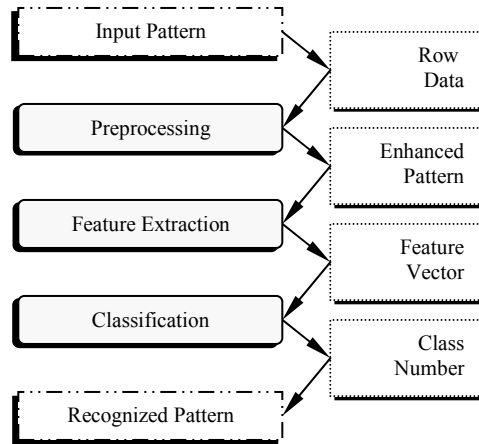 Input Pattern
Row
Data
Preprocessing
Enhanced
Pattern
Feature Extraction
Feature
Vector
Classification
Class
Number
Recognized Pattern